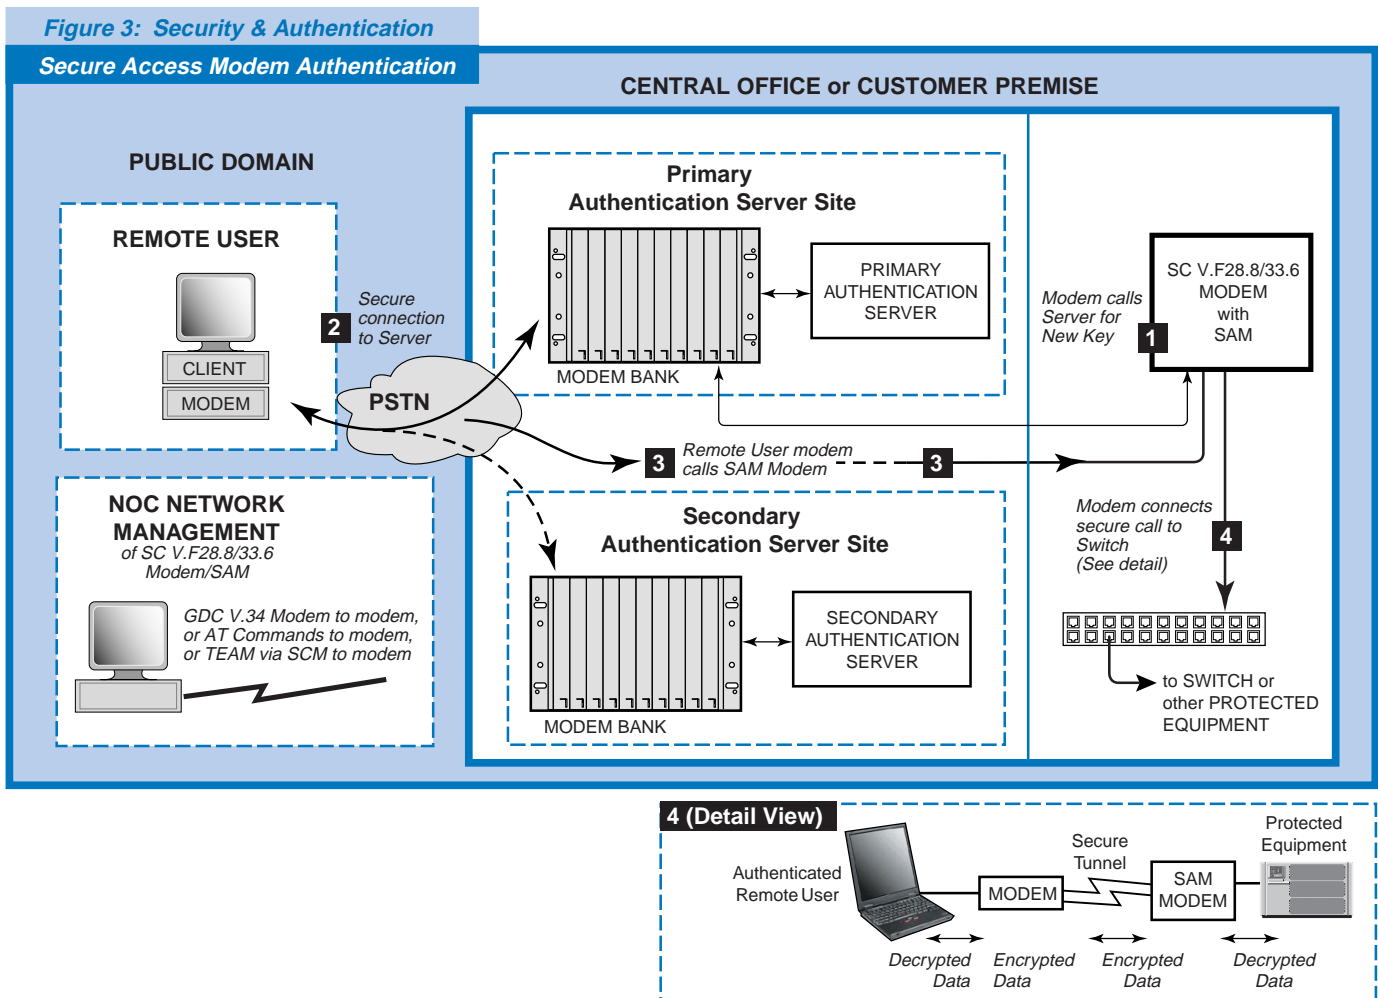 Figure 3: Security & Authentication
Secure Access Modem Authentication
CENTRAL OFFICE or CUSTOMER PREMISE
PUBLIC DOMAIN
REMOTE USER
CLIENT
MODEM
2
Secure
connection
to Server
PSTN
Primary
Authentication Server Site
MODEM BANK
PRIMARY
AUTHENTICATION
SERVER
Modem calls
Server for
New Key
1
SC V.F28.8/33.6
MODEM
with
SAM
3
Remote User modem
calls SAM Modem
3
NOC NETWORK
MANAGEMENT
of SC V.F28.8/33.6
Modem/SAM
GDC V.34 Modem to modem,
or AT Commands to modem,
or TEAM via SCM to modem
Secondary
Authentication Server Site
MODEM BANK
SECONDARY
AUTHENTICATION
SERVER
Modem connects
secure call to
Switch
(See detail)
4
to SWITCH or
other PROTECTED
EQUIPMENT
4 (Detail View)
Authenticated
Remote User
MODEM
Secure
Tunnel
SAM
MODEM
Protected
Equipment
Decrypted
Data
Encrypted
Data
Encrypted
Data
Decrypted
Data